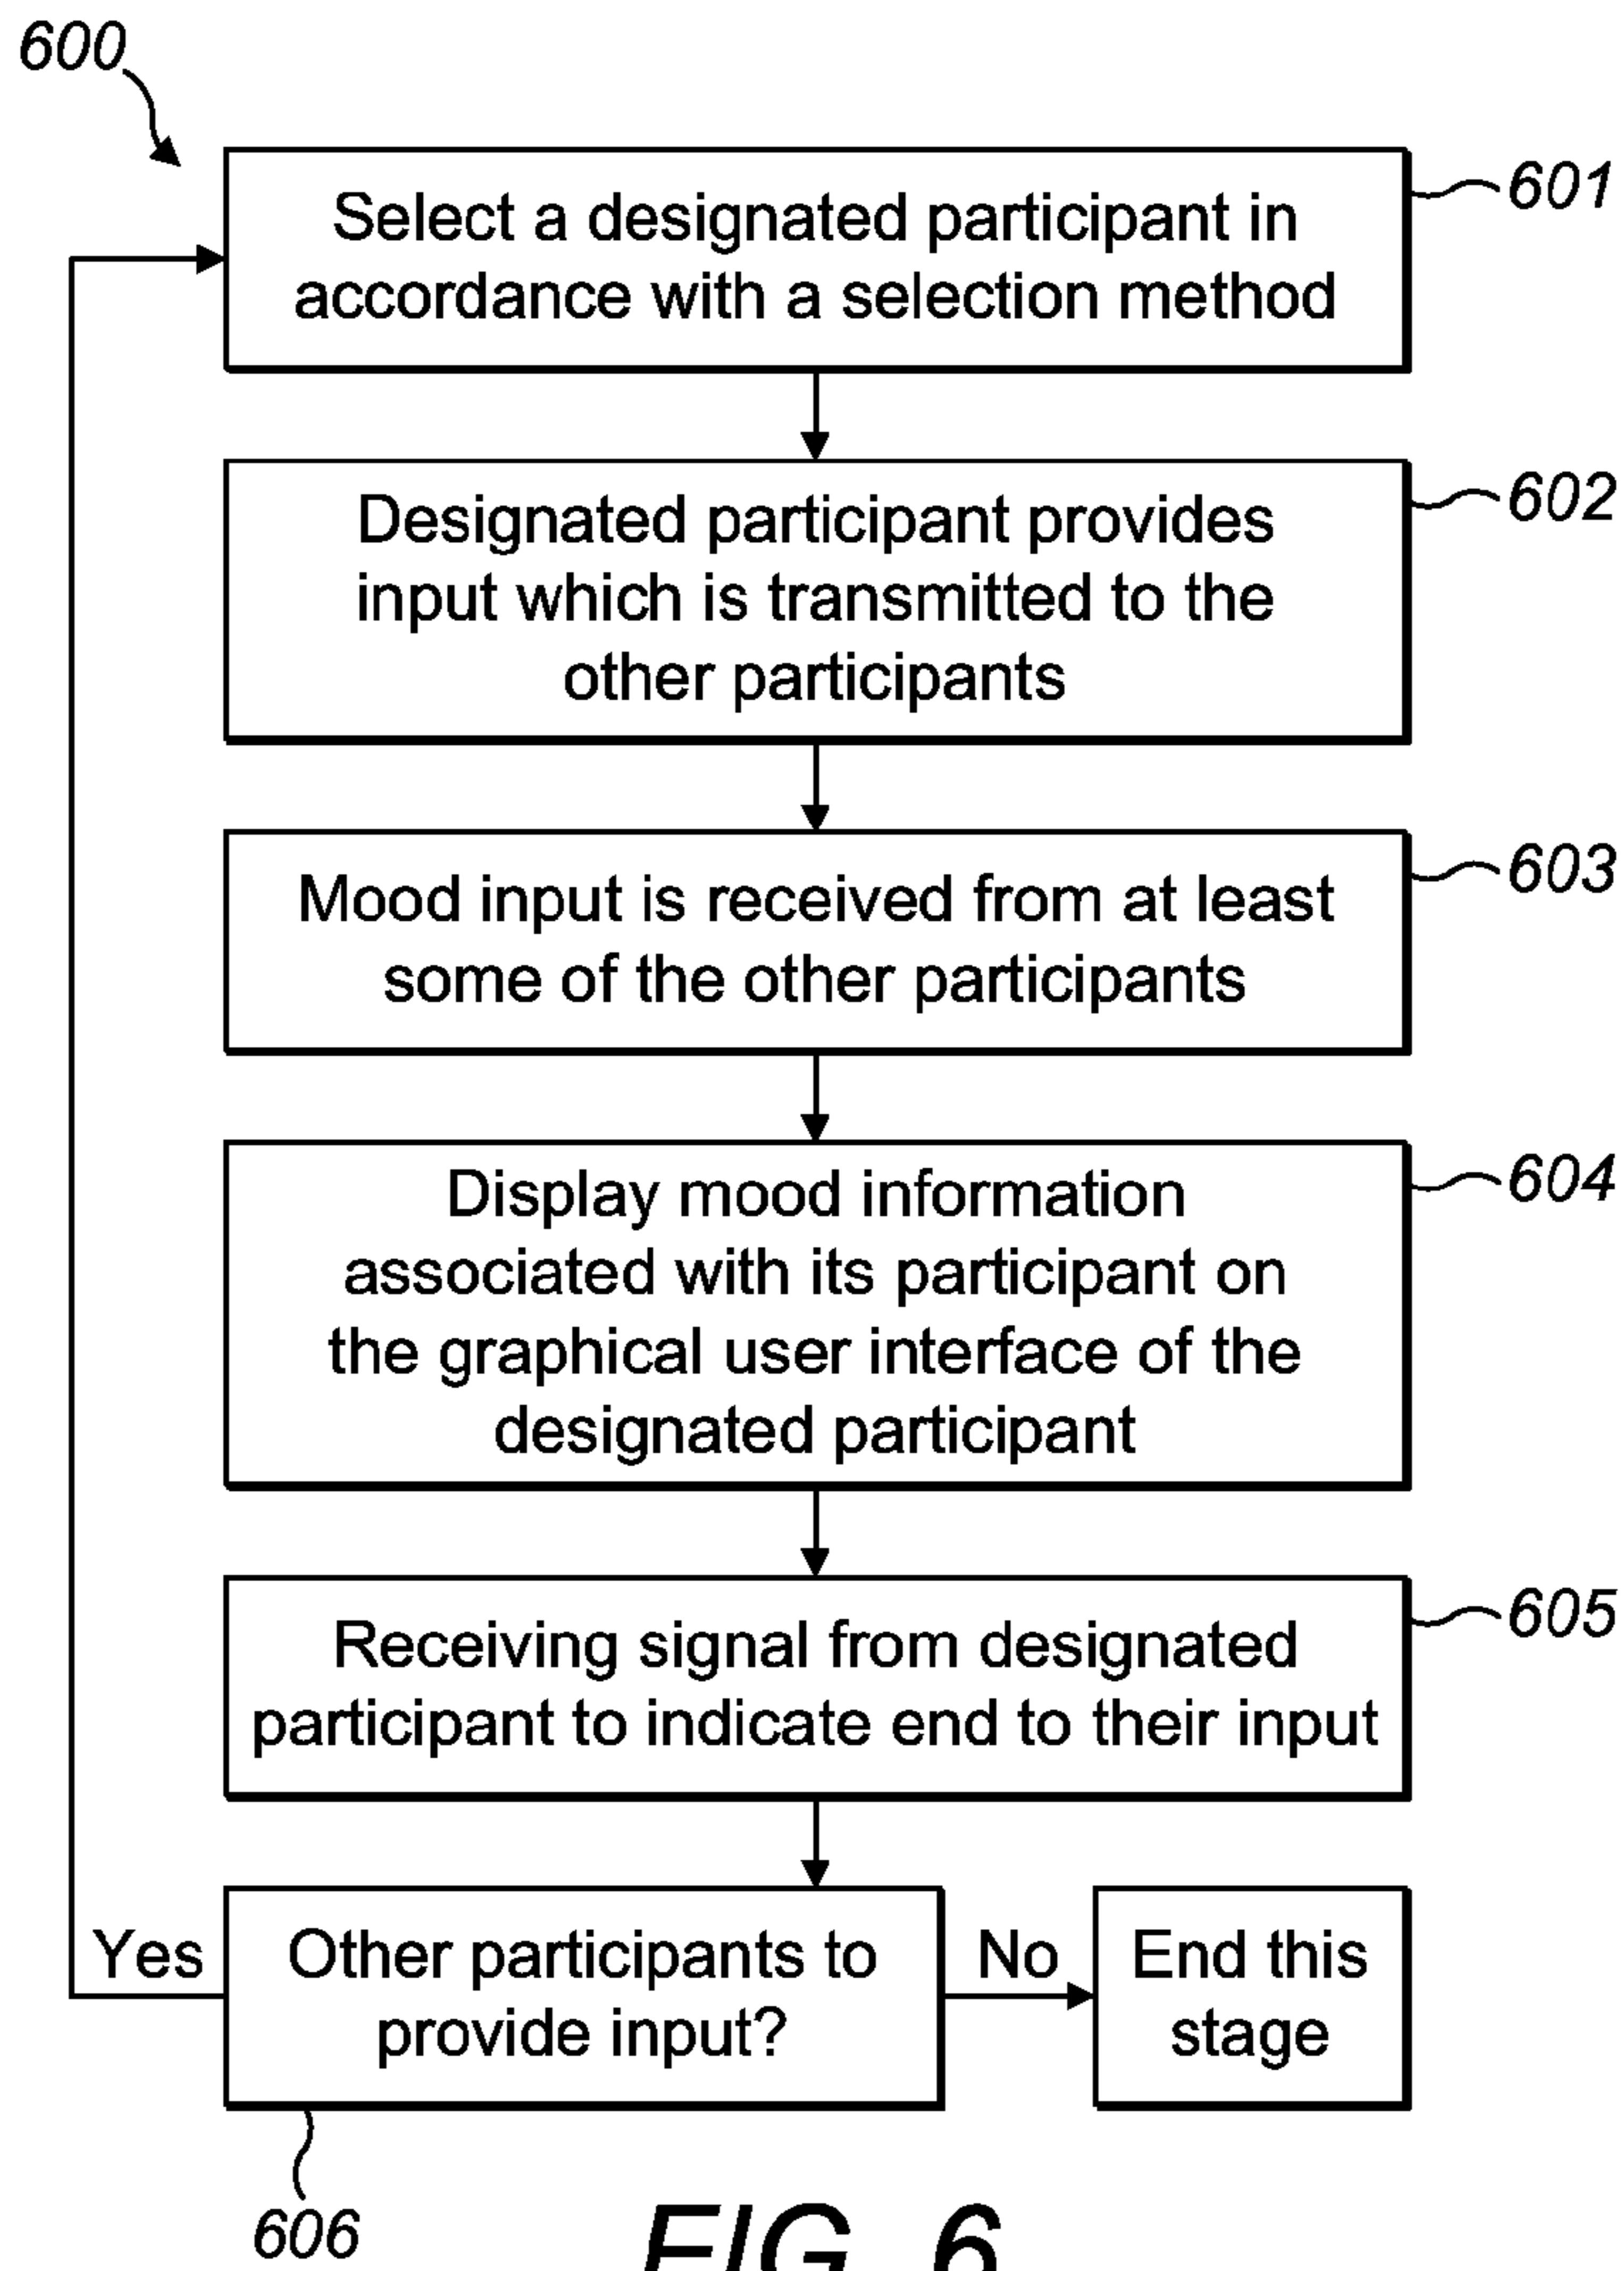 600
Select a designated participant in
accordance with a selection method
601
Designated participant provides
input which is transmitted to the
other participants
602
Mood input is received from at least
some of the other participants
603
Display mood information
associated with its participant on
the graphical user interface of the
designated participant
604
Receiving signal from designated
participant to indicate end to their input
605
Yes
Other participants to
provide input?
No
End this
stage
606
FIG. 6